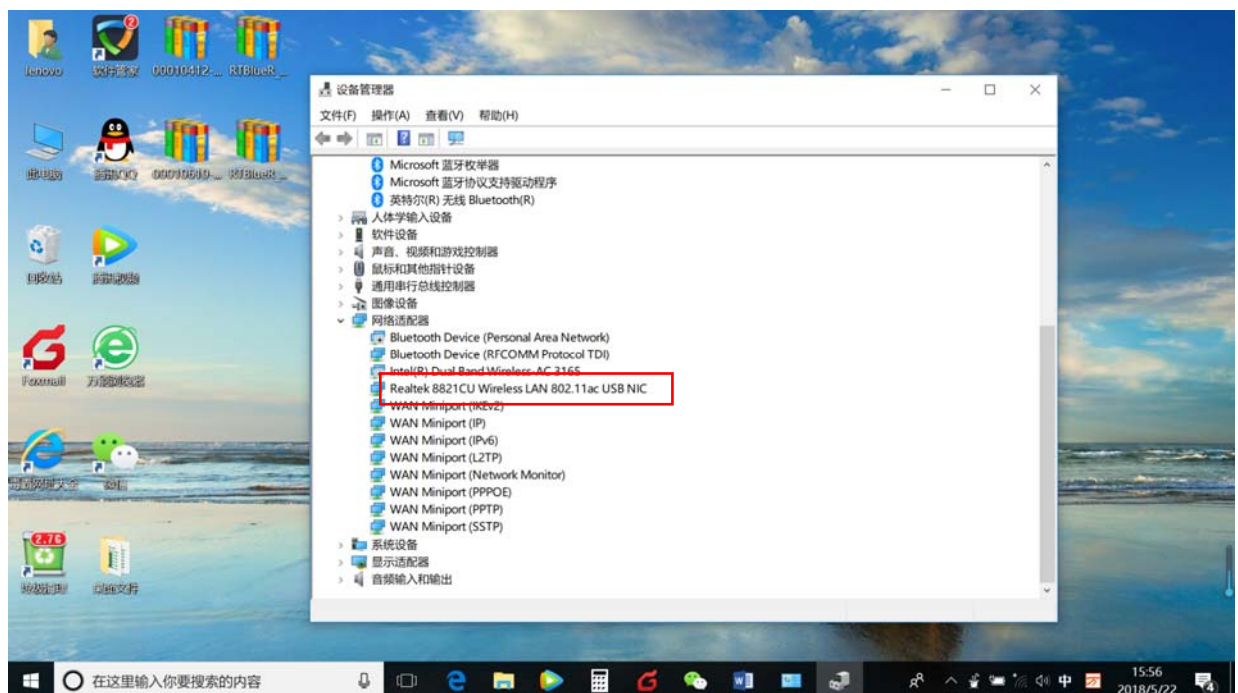 lenovo
软件管家
00010412-...
RTBlueR_...
2
此电脑
腾讯QQ
00010610-...
RTBlueR_...
回收站
腾讯视频
Foxmail
微信
2.7G
设备管理器
文件(F) 操作(A) 查看(V) 帮助(H)
Microsoft 蓝牙枚举器
Microsoft 蓝牙协议支持驱动程序
英特尔(R) 无线 Bluetooth(R)
人体学输入设备
软件设备
声音、视频和游戏控制器
鼠标和其他指针设备
通用串行总线控制器
图像设备
网络适配器
Bluetooth Device (Personal Area Network)
Bluetooth Device (RFCOMM Protocol TDI)
Intel(R) Dual Band Wireless-AC 3165
Realtek 8821CU Wireless LAN 802.11ac USB NIC
WAN Miniport (IKEv2)
WAN Miniport (IP)
WAN Miniport (IPv6)
WAN Miniport (L2TP)
WAN Miniport (Network Monitor)
WAN Miniport (PPPOE)
WAN Miniport (PPTP)
WAN Miniport (SSTP)
系统设备
显示适配器
音频输入和输出
在这里输入你要搜索的内容
中
15:56
2018/5/22
4